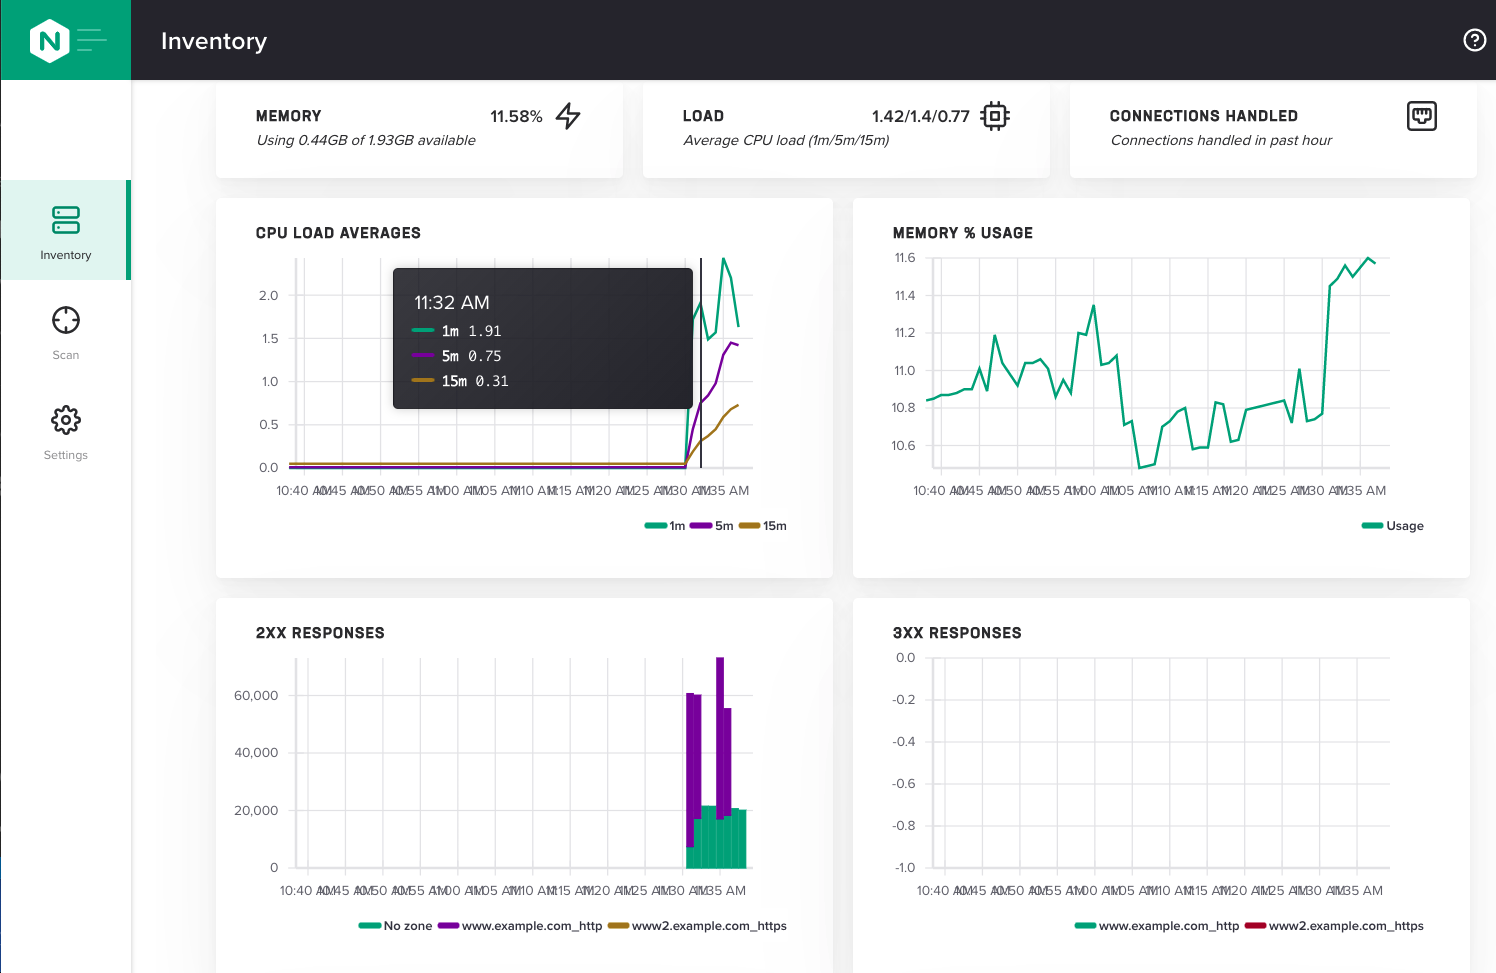 Inventory
MEMORY 11.58%
Using 0.44GB of 1.93GB available
LOAD 1.42/1.4/0.77
Average CPU load (1m/5m/15m)
CONNECTIONS HANDLED
Connections handled in past hour
Inventory
Scan
Settings
CPU LOAD AVERAGES
2.0
1.5
1.0
0.5
0.0
11:32 AM
1m 1.91
5m 0.75
15m 0.31
10:40 AM 10:45 AM 10:50 AM 10:55 AM 11:00 AM 11:05 AM 11:10 AM 11:15 AM 11:20 AM 11:25 AM 11:30 AM 11:35 AM
1m 5m 15m
MEMORY % USAGE
11.6
11.4
11.2
11.0
10.8
10.6
10:40 AM 10:45 AM 10:50 AM 10:55 AM 11:00 AM 11:05 AM 11:10 AM 11:15 AM 11:20 AM 11:25 AM 11:30 AM 11:35 AM
Usage
2XX RESPONSES
60,000
40,000
20,000
0
10:40 AM 10:45 AM 10:50 AM 10:55 AM 11:00 AM 11:05 AM 11:10 AM 11:15 AM 11:20 AM 11:25 AM 11:30 AM 11:35 AM
No zone www.example.com_http www2.example.com_https
3XX RESPONSES
0.0
-0.2
-0.4
-0.6
-0.8
-1.0
10:40 AM 10:45 AM 10:50 AM 10:55 AM 11:00 AM 11:05 AM 11:10 AM 11:15 AM 11:20 AM 11:25 AM 11:30 AM 11:35 AM
www.example.com_http www2.example.com_https